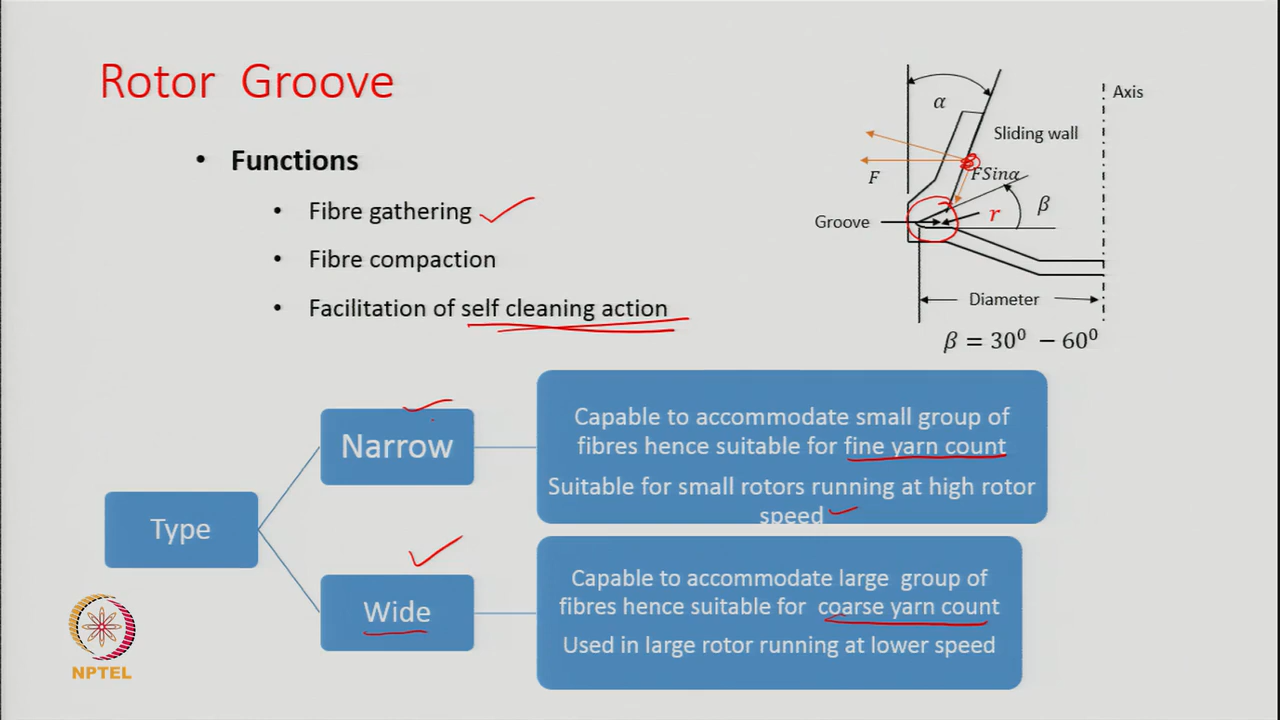 Rotor Groove
• Functions
• Fibre gathering
• Fibre compaction
• Facilitation of self cleaning action
α
Axis
Sliding wall
F
FSinα
β
Groove
r
Diameter
β = 30⁰ − 60⁰
Type
Narrow
Capable to accommodate small group of
fibres hence suitable for fine yarn count
Suitable for small rotors running at high rotor
speed
Wide
Capable to accommodate large group of
fibres hence suitable for coarse yarn count
Used in large rotor running at lower speed
NPTEL